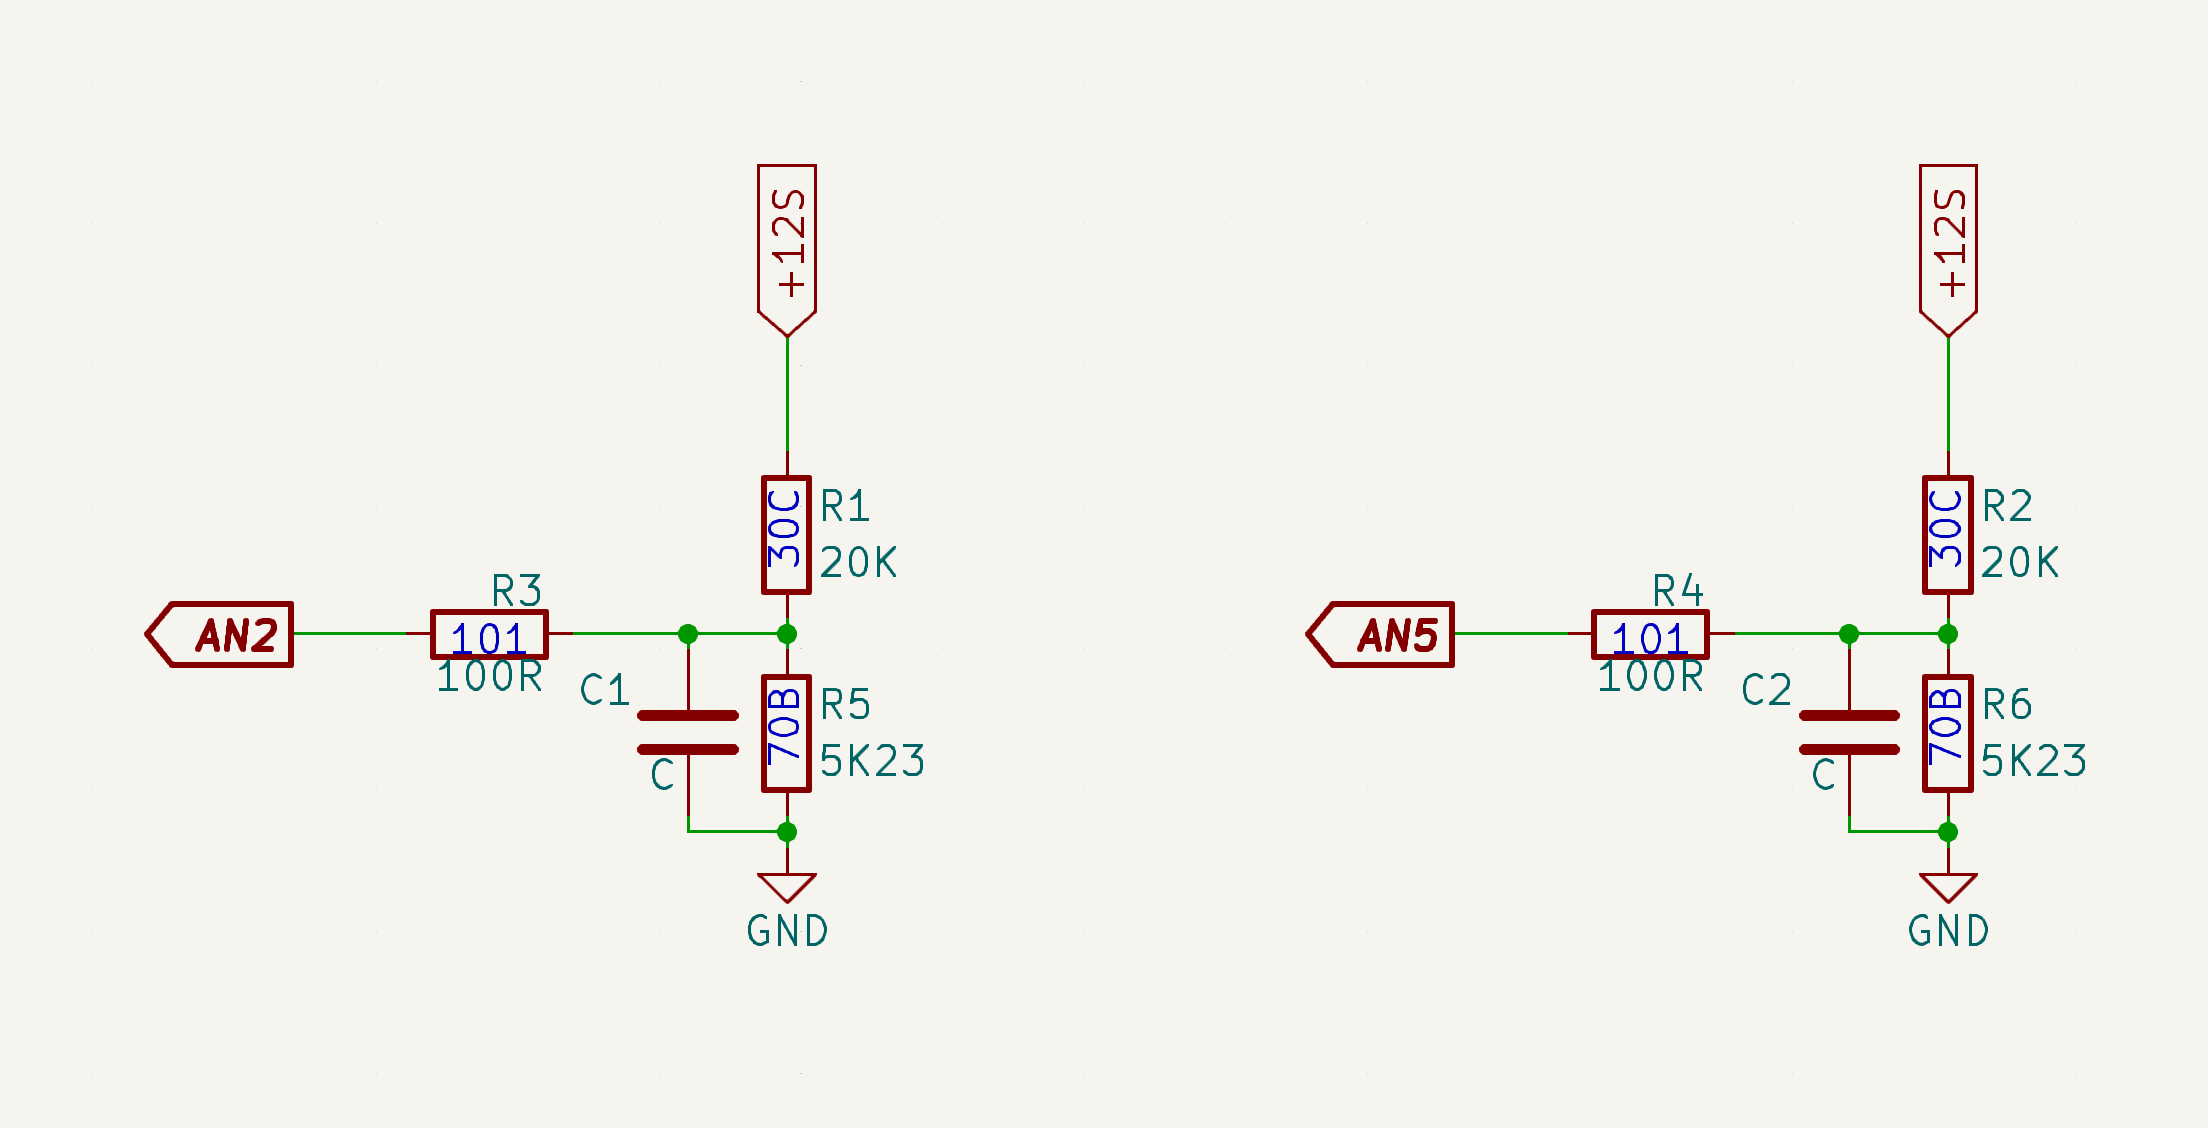 +12S
30C
R1
20K
R3
101
100R
AN2
C1
C
70B
R5
5K23
GND
+12S
30C
R2
20K
R4
101
100R
AN5
C2
C
70B
R6
5K23
GND